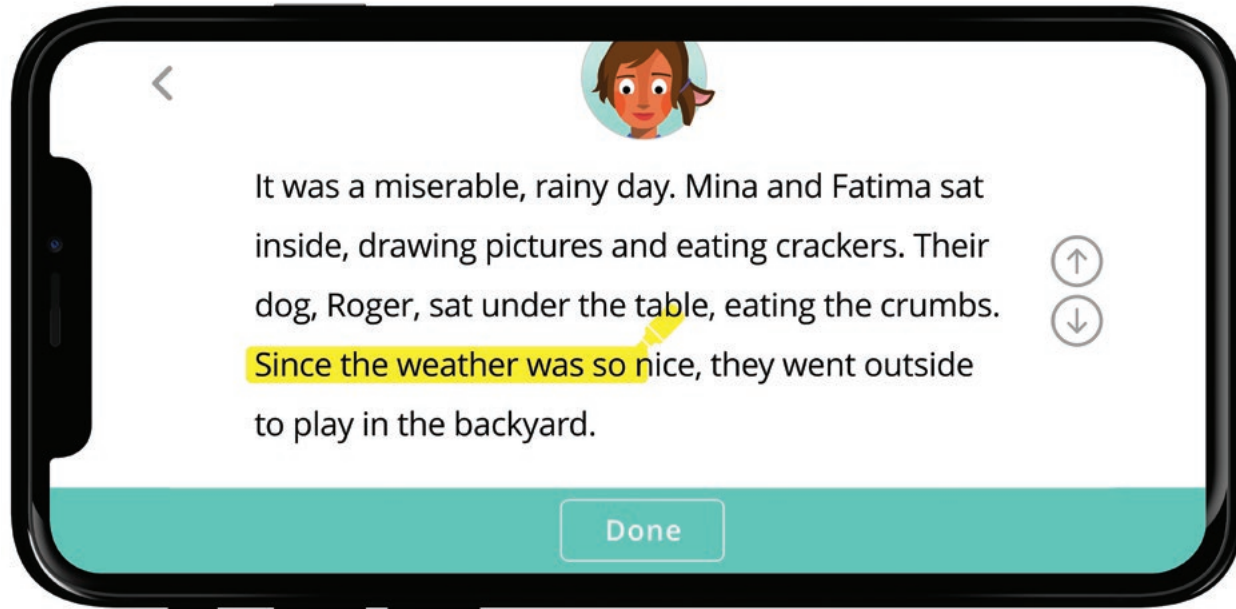 It was a miserable, rainy day. Mina and Fatima sat
inside, drawing pictures and eating crackers. Their
dog, Roger, sat under the table, eating the crumbs.
Since the weather was so nice, they went outside
to play in the backyard.
Done